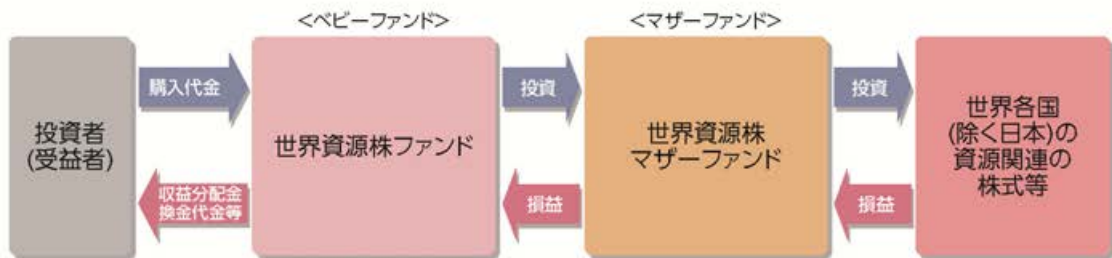 <ベビーファンド>
<マザーファンド>
投資者
(受益者)
購入代金
収益分配金
換金代金等
世界資源株ファンド
投資
損益
世界資源株
マザーファンド
投資
損益
世界各国
(除く日本)の
資源関連の
株式等